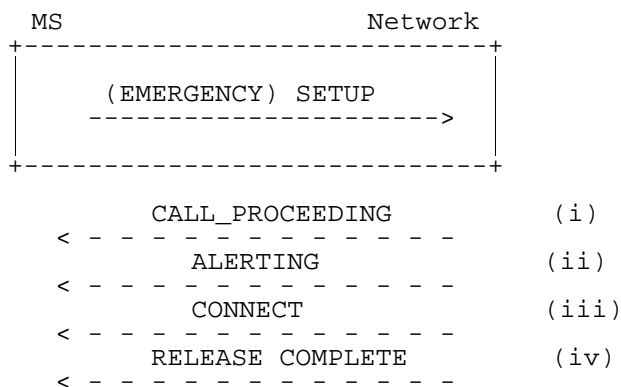 MS Network
(EMERGENCY) SETUP
CALL_PROCEEDING (i)
ALERTING (ii)
CONNECT (iii)
RELEASE COMPLETE (iv)